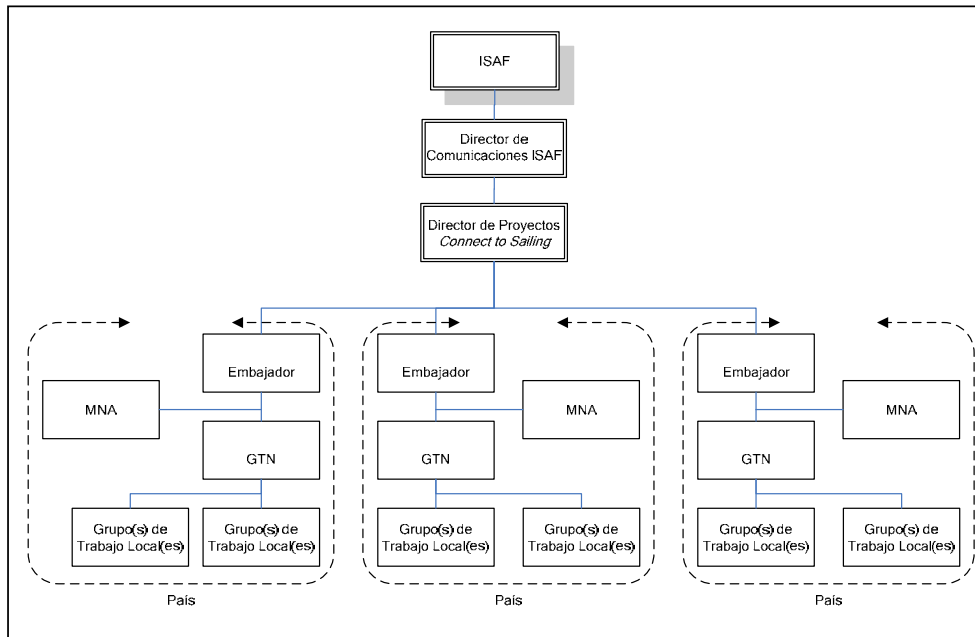 ISAF
Director de
Comunicaciones ISAF
Director de Proyectos
Connect to Sailing
Embajador
MNA
GTN
Grupo(s) de
Trabajo Local(es)
Grupo(s) de
Trabajo Local(es)
País
Embajador
MNA
GTN
Grupo(s) de
Trabajo Local(es)
Grupo(s) de
Trabajo Local(es)
País
Embajador
MNA
GTN
Grupo(s) de
Trabajo Local(es)
Grupo(s) de
Trabajo Local(es)
País